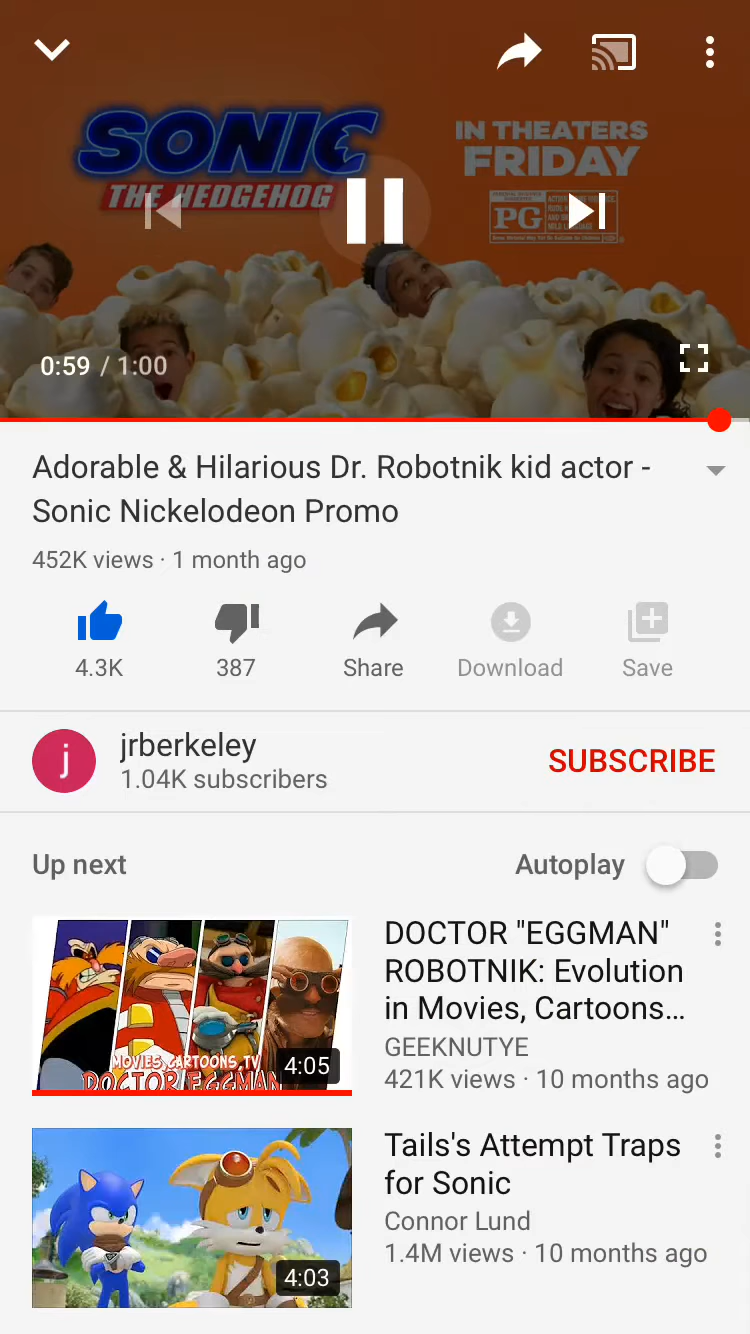 SONIC
THE HEDGEHOG
IN THEATERS
FRIDAY
PG
0:59 / 1:00
Adorable & Hilarious Dr. Robotnik kid actor -
Sonic Nickelodeon Promo
452K views · 1 month ago
4.3K
387
Share
Download
Save
j
jrberkeley
1.04K subscribers
SUBSCRIBE
Up next
Autoplay
MOVIES, CARTOONS, TV
DOCTOR EGGMAN
4:05
DOCTOR "EGGMAN"
ROBOTNIK: Evolution
in Movies, Cartoons...
GEEKNUTYE
421K views · 10 months ago
4:03
Tails's Attempt Traps
for Sonic
Connor Lund
1.4M views · 10 months ago